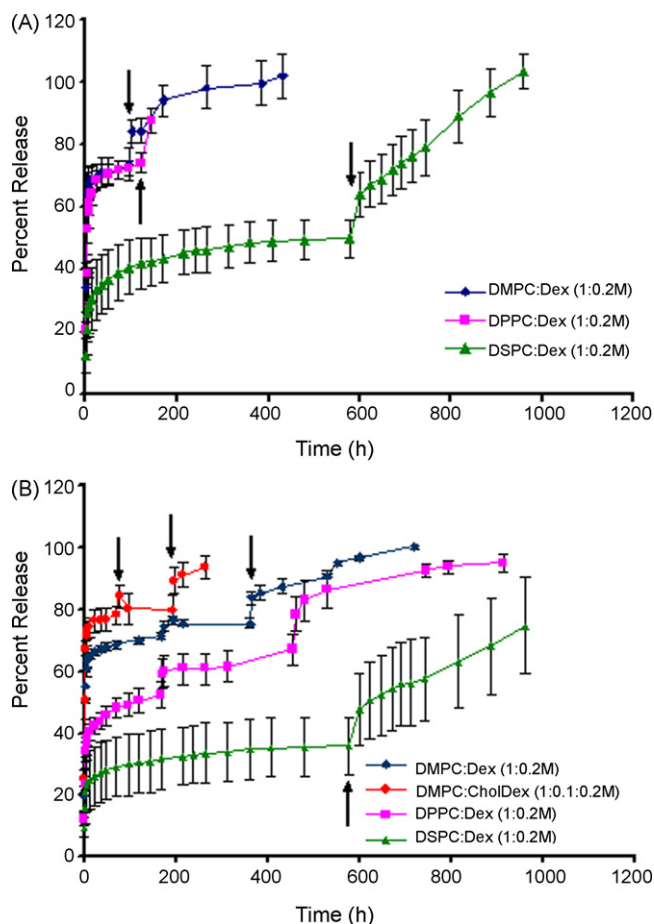 (A)
120
100
80
60
40
20
0
Percent Release
DMPC:Dex (1:0.2M)
DPPC:Dex (1:0.2M)
DSPC:Dex (1:0.2M)
0 200 400 600 800 1000 1200
Time (h)
(B)
120
100
80
60
40
20
0
Percent Release
DMPC:Dex (1:0.2M)
DMPC:CholDex (1:0.1:0.2M)
DPPC:Dex (1:0.2M)
DSPC:Dex (1:0.2M)
0 200 400 600 800 1000 1200
Time (h)